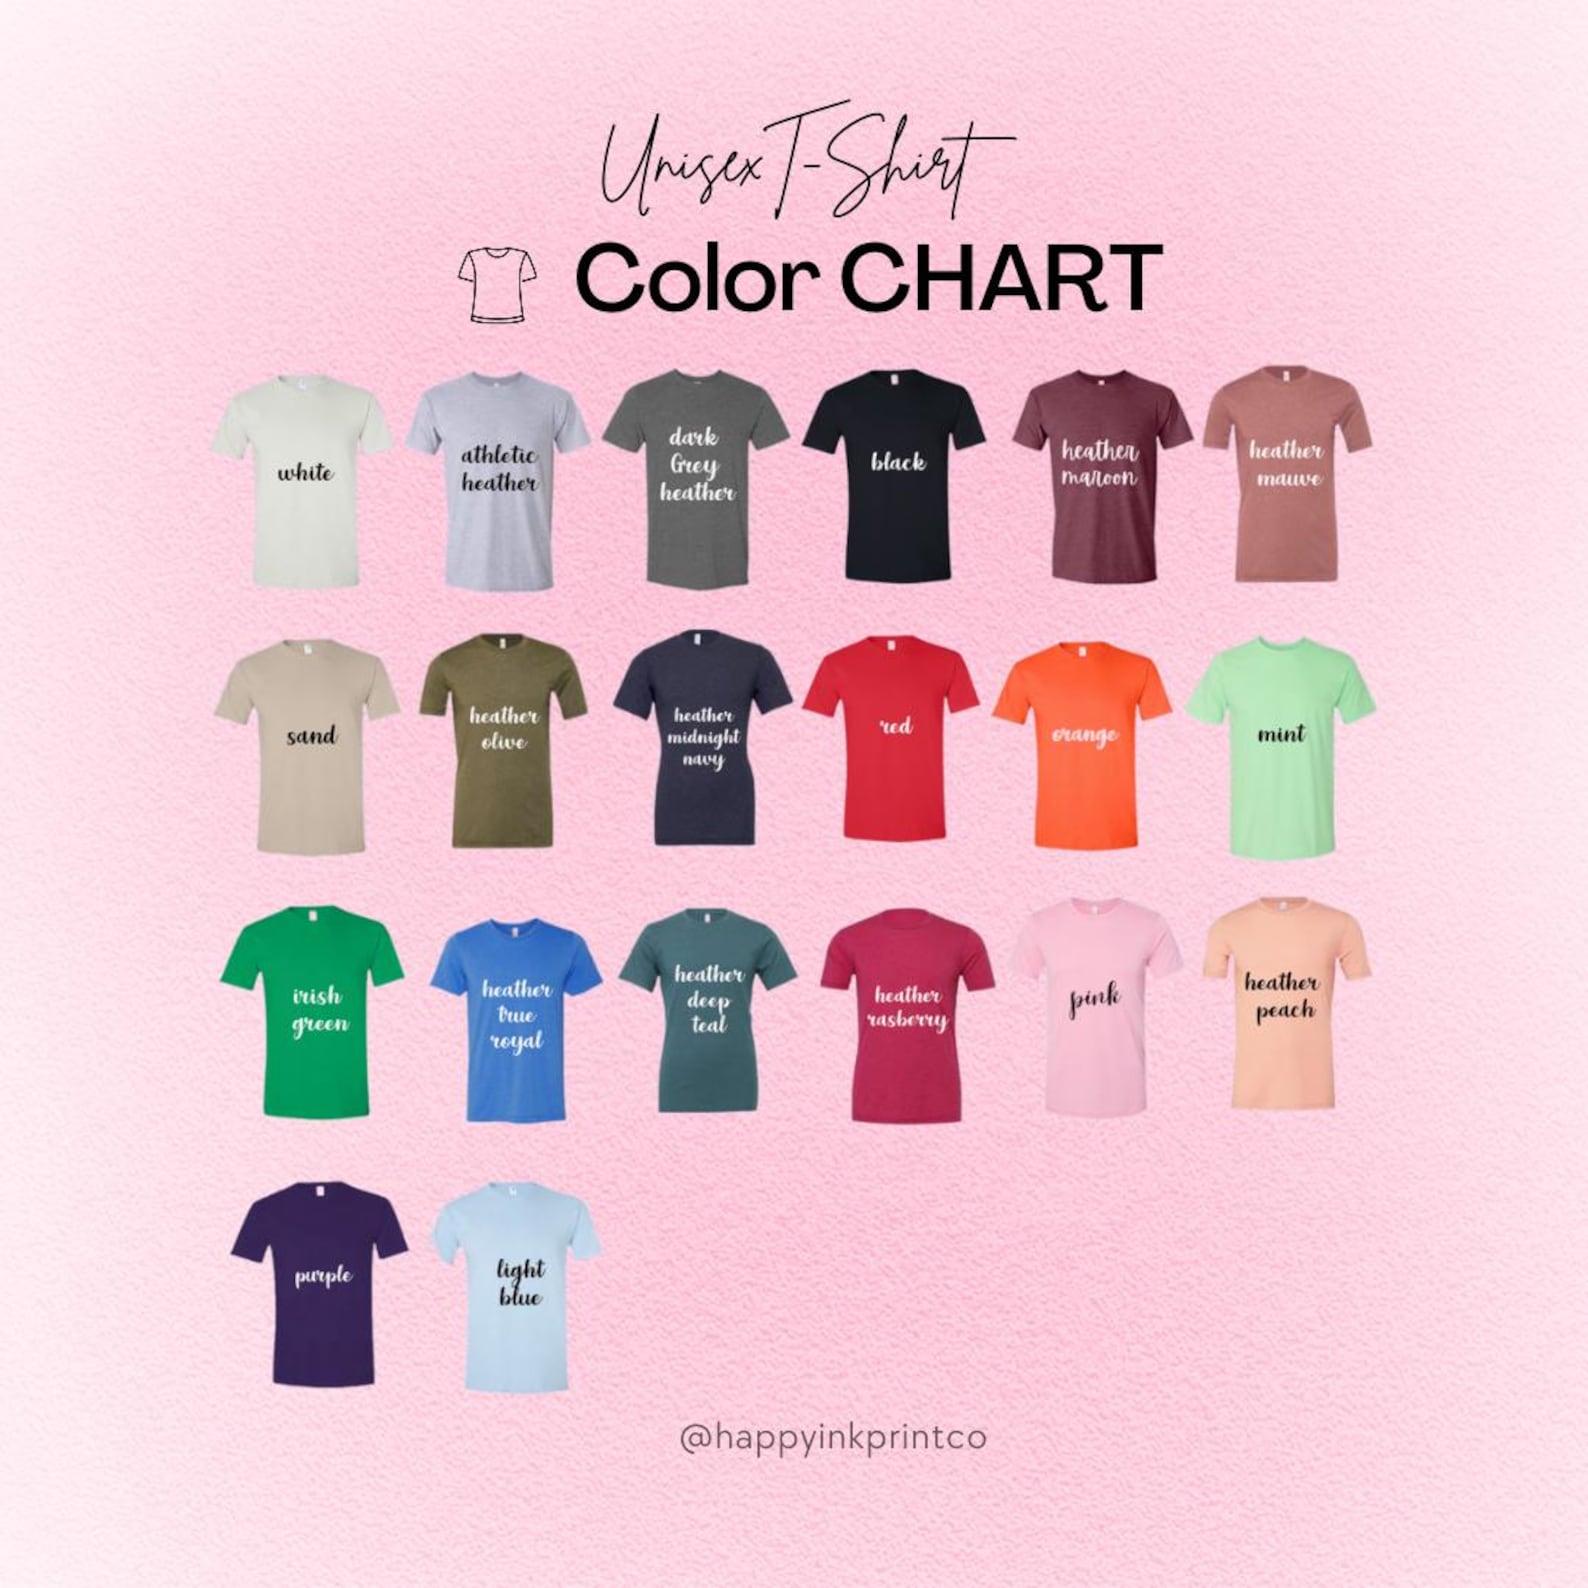 Unisex T-Shirt
Color CHART
white
athletic
heather
dark
Grey
heather
black
heather
maroon
heather
mauve
sand
heather
olive
heather
midnight
navy
red
orange
mint
irish
green
heather
true
royal
heather
deep
teal
heather
rasberry
pink
heather
peach
purple
light
blue
@happyinkprintco